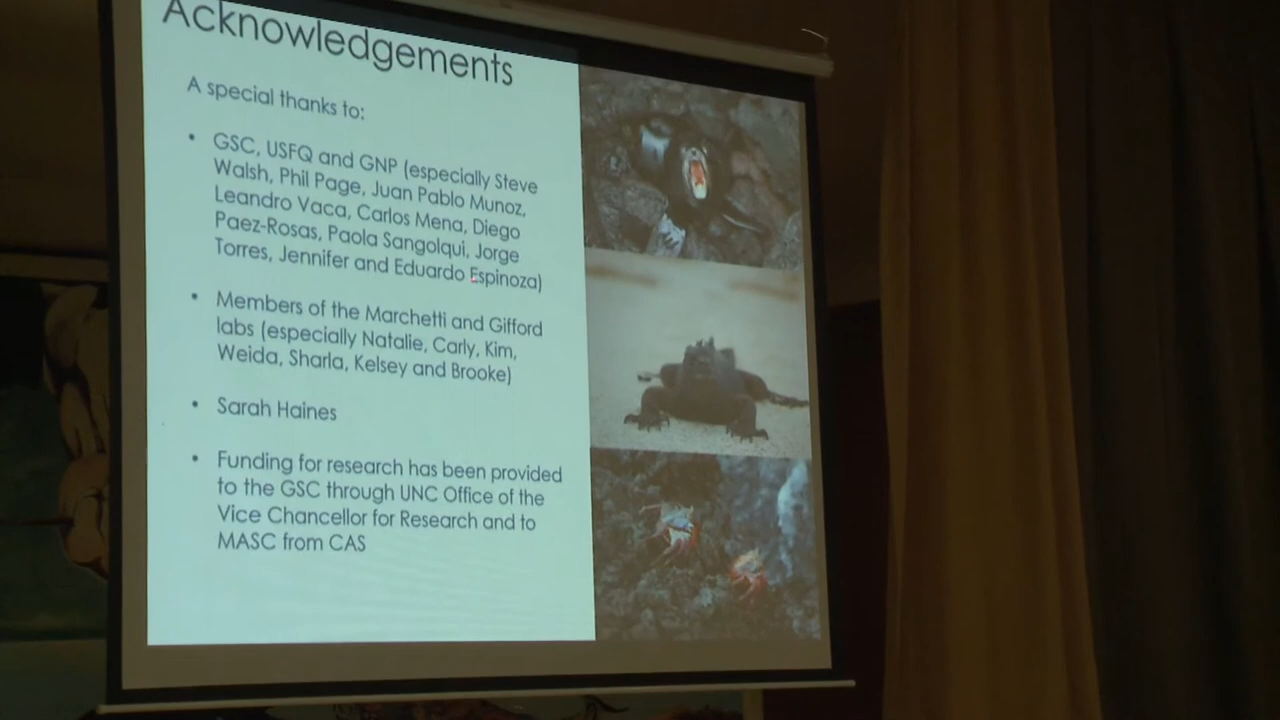 Acknowledgements
A special thanks to:
• GSC, USFQ and GNP (especially Steve
Walsh, Phil Page, Juan Pablo Munoz,
Leandro Vaca, Carlos Mena, Diego
Paez-Rosas, Paola Sangolqui, Jorge
Torres, Jennifer and Eduardo Espinoza)
• Members of the Marchetti and Gifford
labs (especially Natalie, Carly, Kim,
Weida, Sharla, Kelsey and Brooke)
• Sarah Haines
• Funding for research has been provided
to the GSC through UNC Office of the
Vice Chancellor for Research and to
MASC from CAS